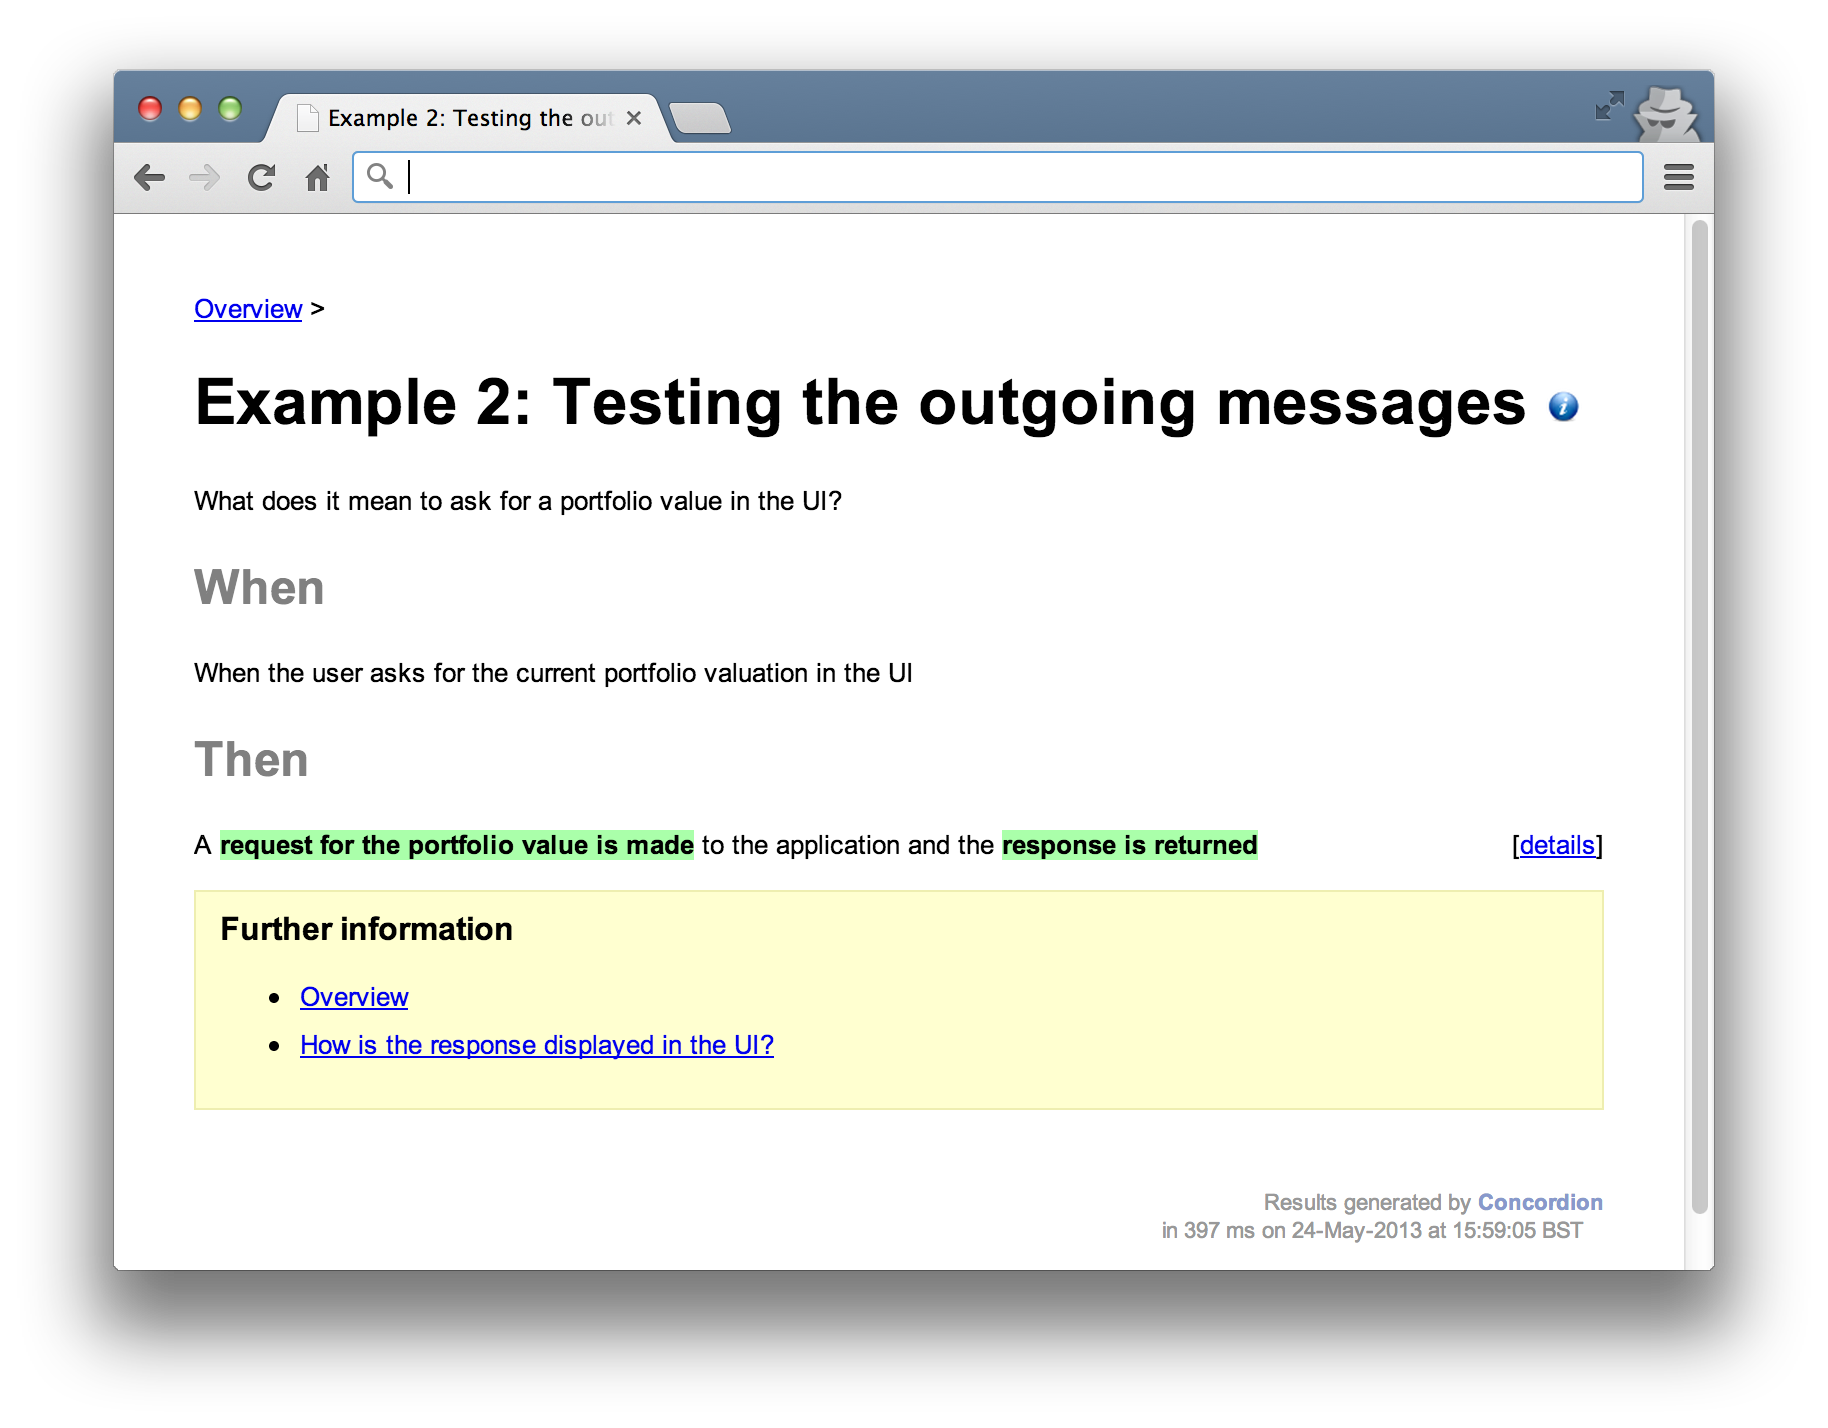 Example 2: Testing the out
Overview >
Example 2: Testing the outgoing messages
What does it mean to ask for a portfolio value in the UI?
When
When the user asks for the current portfolio valuation in the UI
Then
A request for the portfolio value is made to the application and the response is returned [details]
Further information
• Overview
• How is the response displayed in the UI?
Results generated by Concordion
in 397 ms on 24-May-2013 at 15:59:05 BST